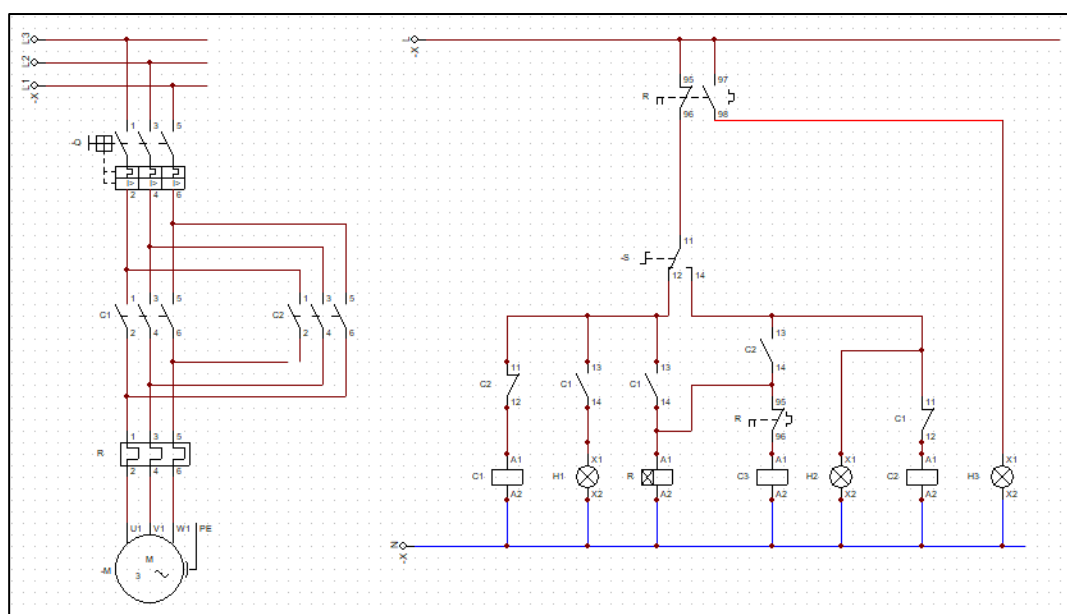 L3
L2
L1
-X
-Q
1 3 5
I> I> I>
2 4 6
C1
1 3 5
2 4 6
C2
1 3 5
2 4 6
R
1 3 5
2 4 6
U1 V1 W1 PE
-M
M
3
L
-X
R
95 97
96 98
-S
11
12 14
C2
11
12
C1
13
14
C1
13
14
C2
13
14
R
95
96
C1
11
12
C1
A1
A2
H1
X1
X2
R
A1
A2
C3
A1
A2
H2
X1
X2
C2
A1
A2
H3
X1
X2
N
-X